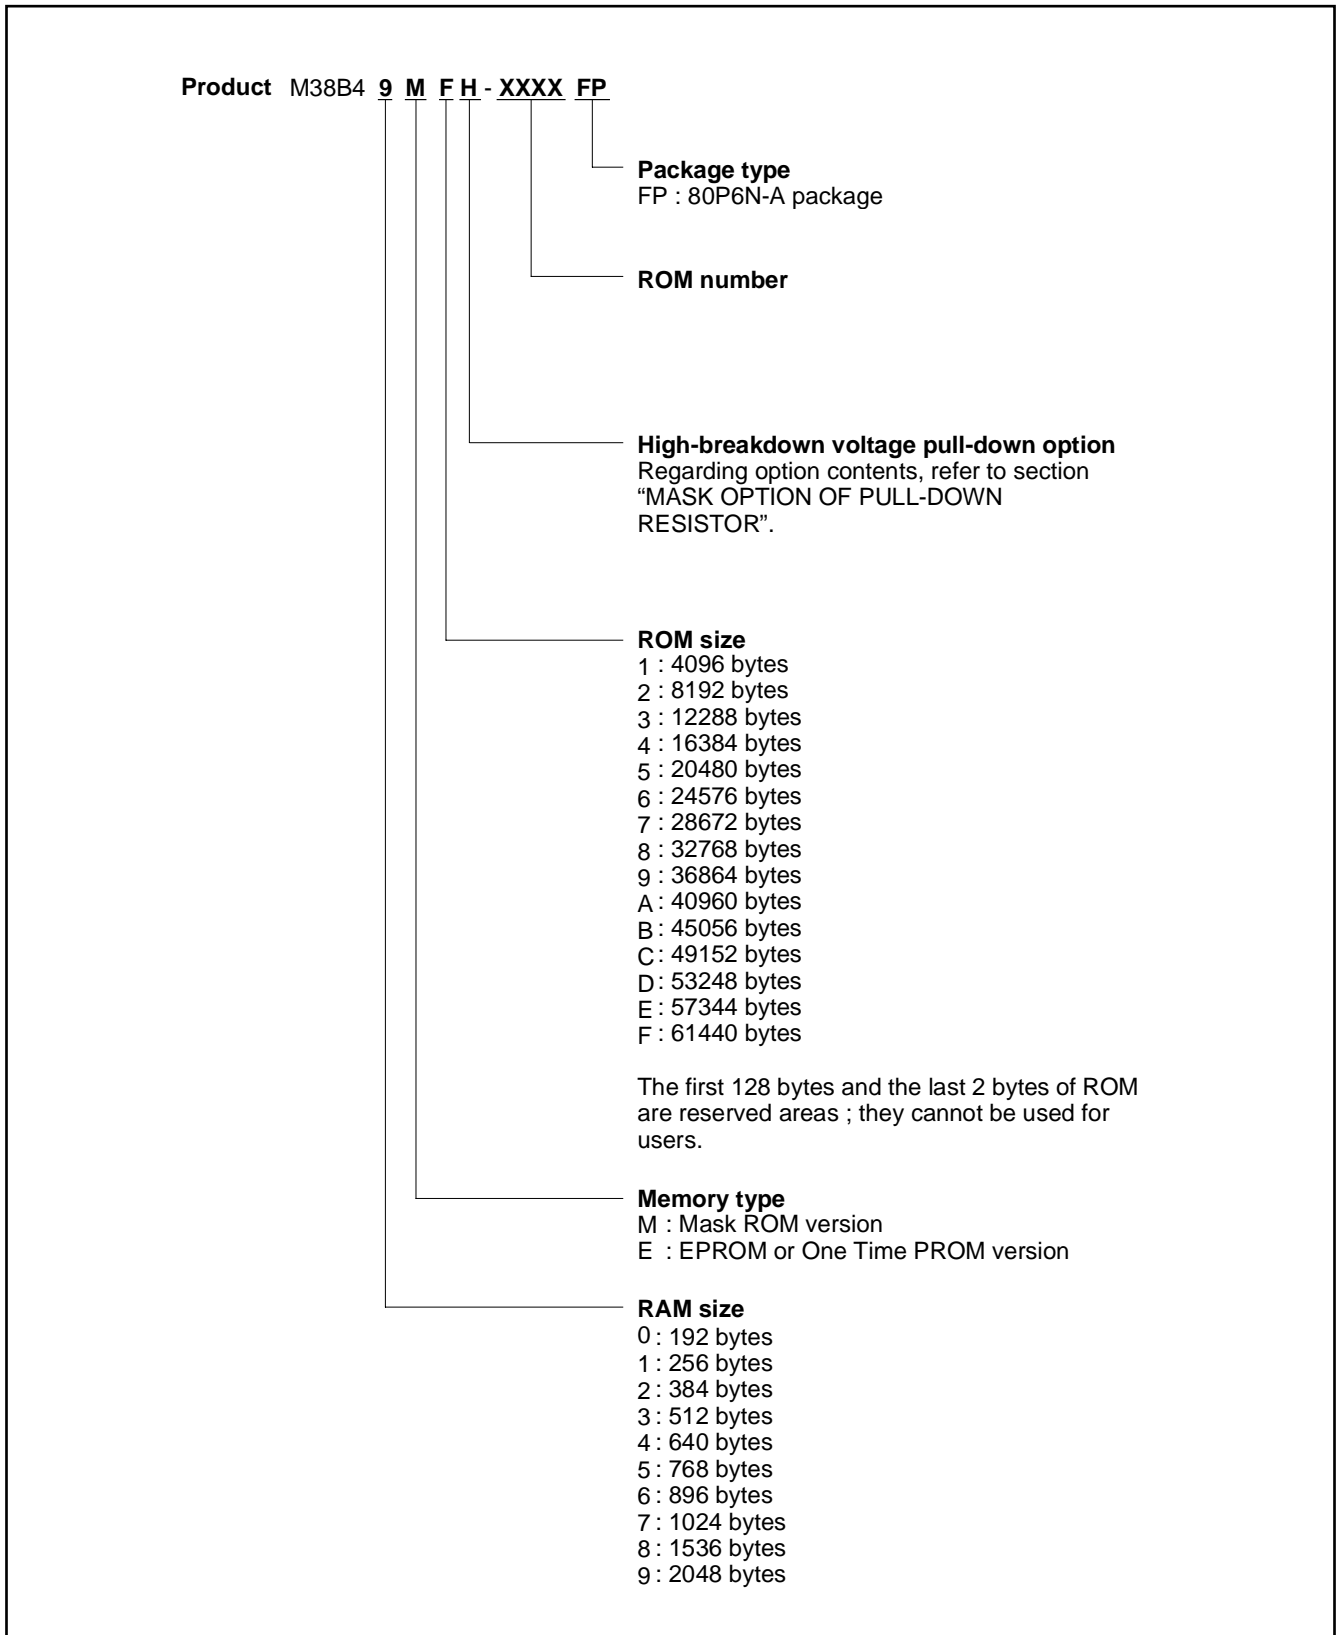 Product M38B4 9 M F H - XXXX FP
Package type
FP : 80P6N-A package
ROM number
High-breakdown voltage pull-down option
Regarding option contents, refer to section
“MASK OPTION OF PULL-DOWN
RESISTOR”.
ROM size
1 : 4096 bytes
2 : 8192 bytes
3 : 12288 bytes
4 : 16384 bytes
5 : 20480 bytes
6 : 24576 bytes
7 : 28672 bytes
8 : 32768 bytes
9 : 36864 bytes
A : 40960 bytes
B : 45056 bytes
C : 49152 bytes
D : 53248 bytes
E : 57344 bytes
F : 61440 bytes
The first 128 bytes and the last 2 bytes of ROM
are reserved areas ; they cannot be used for
users.
Memory type
M : Mask ROM version
E : EPROM or One Time PROM version
RAM size
0 : 192 bytes
1 : 256 bytes
2 : 384 bytes
3 : 512 bytes
4 : 640 bytes
5 : 768 bytes
6 : 896 bytes
7 : 1024 bytes
8 : 1536 bytes
9 : 2048 bytes